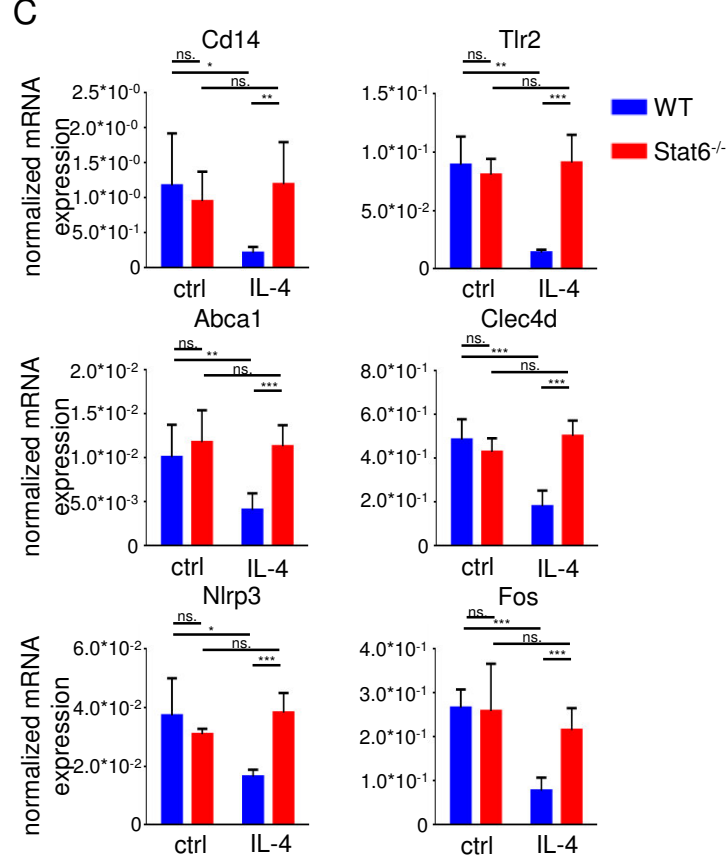 C
Cd14
ns.
*
ns.
**
normalized mRNA
expression
2.5*10⁻⁰
2.0*10⁻⁰
1.5*10⁻⁰
1.0*10⁻⁰
5.0*10⁻¹
0
ctrl IL-4
Tlr2
ns.
**
ns.
***
1.5*10⁻¹
1.0*10⁻¹
5.0*10⁻²
0
ctrl IL-4
WT
Stat6⁻/⁻
Abca1
ns.
**
ns.
***
normalized mRNA
expression
2.0*10⁻²
1.5*10⁻²
1.0*10⁻²
5.0*10⁻³
0
ctrl IL-4
Clec4d
ns.
***
ns.
***
8.0*10⁻¹
6.0*10⁻¹
4.0*10⁻¹
2.0*10⁻¹
0
ctrl IL-4
Nlrp3
ns.
*
ns.
***
normalized mRNA
expression
6.0*10⁻²
4.0*10⁻²
2.0*10⁻²
0
ctrl IL-4
Fos
ns.
***
ns.
***
4.0*10⁻¹
3.0*10⁻¹
2.0*10⁻¹
1.0*10⁻¹
0
ctrl IL-4